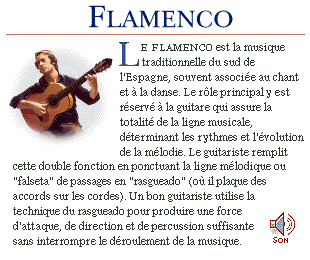 FLAMENCO
LE FLAMENCO est la musique
traditionnelle du sud de
l'Espagne, souvent associée au chant
et à la danse. Le rôle principal y est
réservé à la guitare qui assure la
totalité de la ligne musicale,
déterminant les rythmes et l'évolution
de la mélodie. Le guitariste remplit
cette double fonction en ponctuant la ligne mélodique ou
"falseta" de passages en "rasgueado" (où il plaque des
accords sur les cordes). Un bon guitariste utilise la
technique du rasgueado pour produire une force
d'attaque, de direction et de percussion suffisante
sans interrompre le déroulement de la musique.
SON